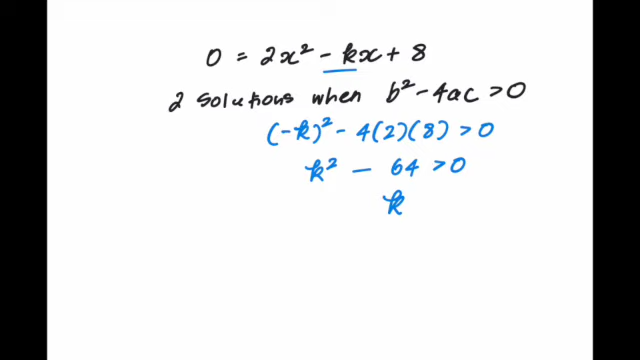 0 = 2x² - kx + 8
2 solutions when b² - 4ac > 0
(-k)² - 4(2)(8) > 0
k² - 64 > 0
k